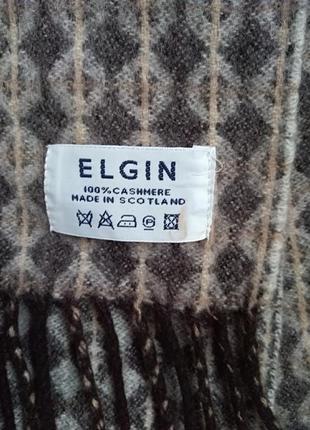 ELGIN
100% CASHMERE
MADE IN SCOTLAND
P